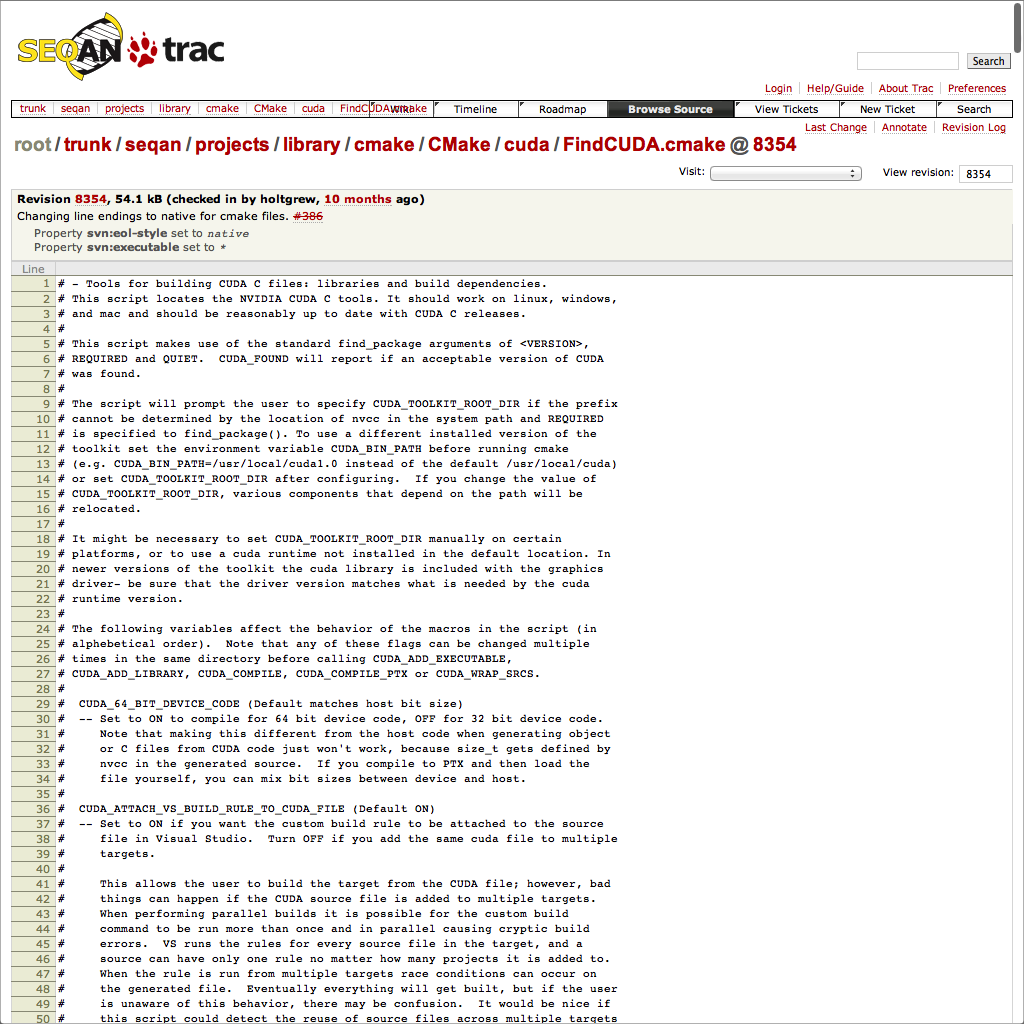 SEQAN trac
Search
Login Help/Guide About Trac Preferences
trunk seqan projects library cmake CMake cuda FindCUDA.cmake Wiki Timeline Roadmap Browse Source View Tickets New Ticket Search
Last Change Annotate Revision Log
root / trunk / seqan / projects / library / cmake / CMake / cuda / FindCUDA.cmake @ 8354
Visit: View revision: 8354
Revision 8354, 54.1 kB (checked in by holtgrew, 10 months ago)
Changing line endings to native for cmake files. #386
Property svn:eol-style set to native
Property svn:executable set to *
Line
1 # - Tools for building CUDA C files: libraries and build dependencies.
2 # This script locates the NVIDIA CUDA C tools. It should work on linux, windows,
3 # and mac and should be reasonably up to date with CUDA C releases.
4 #
5 # This script makes use of the standard find_package arguments of <VERSION>,
6 # REQUIRED and QUIET.  CUDA_FOUND will report if an acceptable version of CUDA
7 # was found.
8 #
9 # The script will prompt the user to specify CUDA_TOOLKIT_ROOT_DIR if the prefix
10 # cannot be determined by the location of nvcc in the system path and REQUIRED
11 # is specified to find_package(). To use a different installed version of the
12 # toolkit set the environment variable CUDA_BIN_PATH before running cmake
13 # (e.g. CUDA_BIN_PATH=/usr/local/cuda1.0 instead of the default /usr/local/cuda)
14 # or set CUDA_TOOLKIT_ROOT_DIR after configuring.  If you change the value of
15 # CUDA_TOOLKIT_ROOT_DIR, various components that depend on the path will be
16 # relocated.
17 #
18 # It might be necessary to set CUDA_TOOLKIT_ROOT_DIR manually on certain
19 # platforms, or to use a cuda runtime not installed in the default location. In
20 # newer versions of the toolkit the cuda library is included with the graphics
21 # driver- be sure that the driver version matches what is needed by the cuda
22 # runtime version.
23 #
24 # The following variables affect the behavior of the macros in the script (in
25 # alphebetical order).  Note that any of these flags can be changed multiple
26 # times in the same directory before calling CUDA_ADD_EXECUTABLE,
27 # CUDA_ADD_LIBRARY, CUDA_COMPILE, CUDA_COMPILE_PTX or CUDA_WRAP_SRCS.
28 #
29 #  CUDA_64_BIT_DEVICE_CODE (Default matches host bit size)
30 #  -- Set to ON to compile for 64 bit device code, OFF for 32 bit device code.
31 #     Note that making this different from the host code when generating object
32 #     or C files from CUDA code just won't work, because size_t gets defined by
33 #     nvcc in the generated source.  If you compile to PTX and then load the
34 #     file yourself, you can mix bit sizes between device and host.
35 #
36 #  CUDA_ATTACH_VS_BUILD_RULE_TO_CUDA_FILE (Default ON)
37 #  -- Set to ON if you want the custom build rule to be attached to the source
38 #     file in Visual Studio.  Turn OFF if you add the same cuda file to multiple
39 #     targets.
40 #
41 #     This allows the user to build the target from the CUDA file; however, bad
42 #     things can happen if the CUDA source file is added to multiple targets.
43 #     When performing parallel builds it is possible for the custom build
44 #     command to be run more than once and in parallel causing cryptic build
45 #     errors.  VS runs the rules for every source file in the target, and a
46 #     source can have only one rule no matter how many projects it is added to.
47 #     When the rule is run from multiple targets race conditions can occur on
48 #     the generated file.  Eventually everything will get built, but if the user
49 #     is unaware of this behavior, there may be confusion.  It would be nice if
50 #     this script could detect the reuse of source files across multiple targets